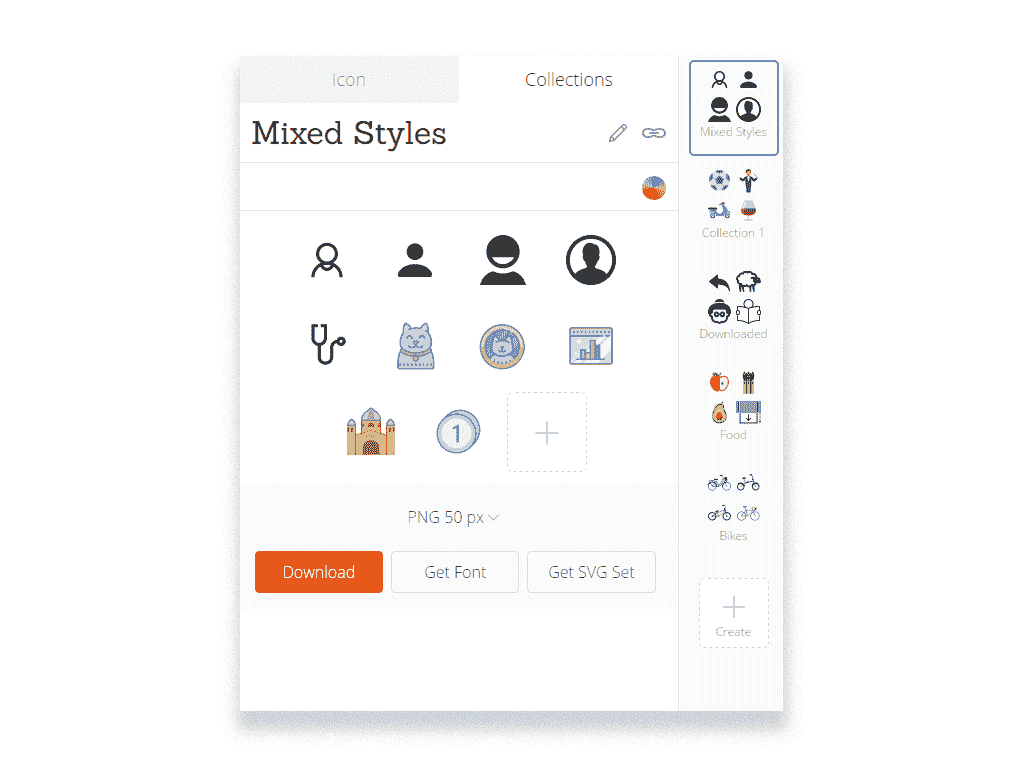 Icon
Collections
Mixed Styles
1
PNG 50 px
Download
Get Font
Get SVG Set
Mixed Styles
Collection 1
Downloaded
Food
Bikes
Create